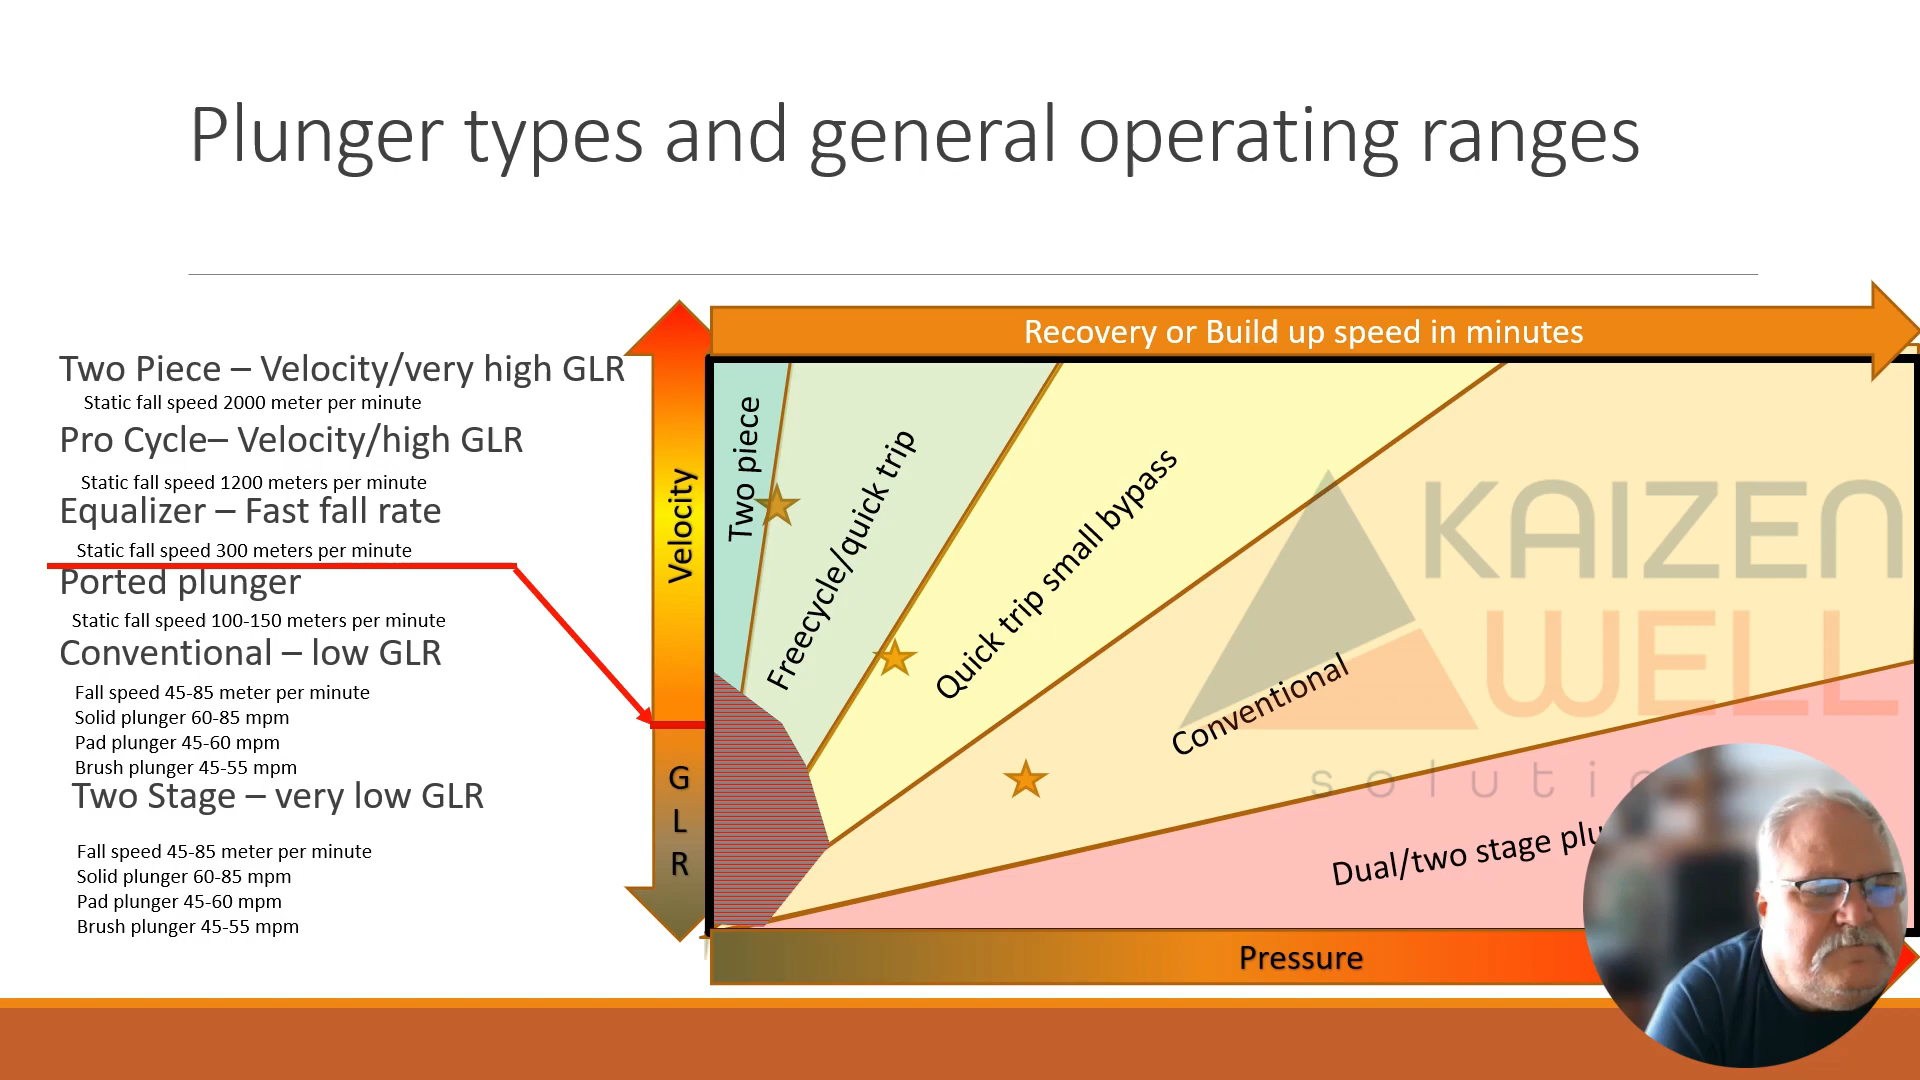 Plunger types and general operating ranges
Two Piece – Velocity/very high GLR
Static fall speed 2000 meter per minute
Pro Cycle– Velocity/high GLR
Static fall speed 1200 meters per minute
Equalizer – Fast fall rate
Static fall speed 300 meters per minute
Ported plunger
Static fall speed 100-150 meters per minute
Conventional – low GLR
Fall speed 45-85 meter per minute
Solid plunger 60-85 mpm
Pad plunger 45-60 mpm
Brush plunger 45-55 mpm
Two Stage – very low GLR
Fall speed 45-85 meter per minute
Solid plunger 60-85 mpm
Pad plunger 45-60 mpm
Brush plunger 45-55 mpm
Recovery or Build up speed in minutes
Velocity
G
L
R
Two piece
Freecycle/quick trip
Quick trip small bypass
Conventional
Dual/two stage
Pressure
KAIZEN
WELL